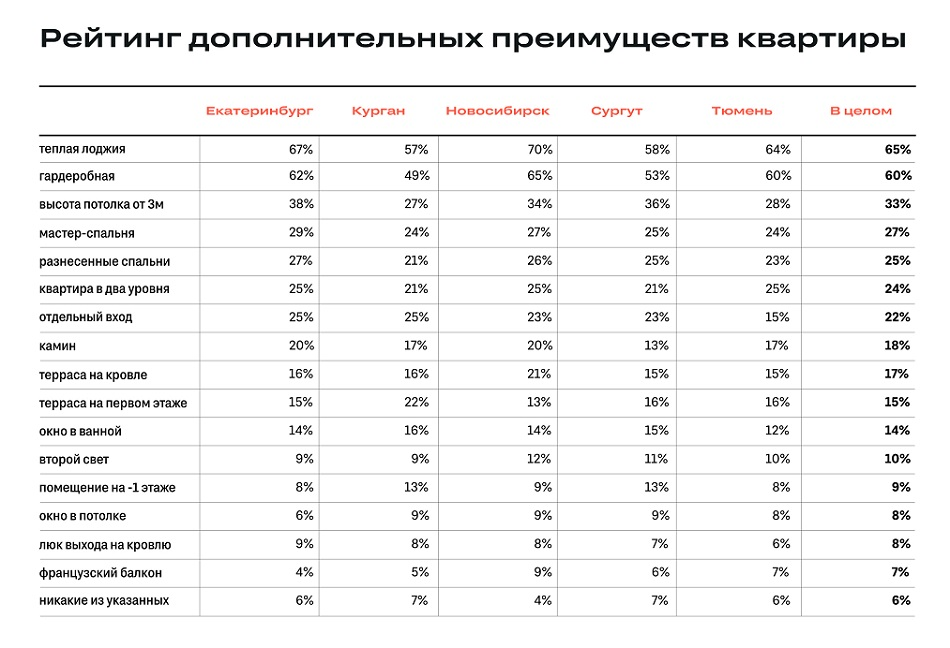 Рейтинг дополнительных преимуществ квартиры
Екатеринбург Курган Новосибирск Сургут Тюмень В целом
теплая лоджия 67% 57% 70% 58% 64% 65%
гардеробная 62% 49% 65% 53% 60% 60%
высота потолка от 3м 38% 27% 34% 36% 28% 33%
мастер-спальня 29% 24% 27% 25% 24% 27%
разнесенные спальни 27% 21% 26% 25% 23% 25%
квартира в два уровня 25% 21% 25% 21% 25% 24%
отдельный вход 25% 25% 23% 23% 15% 22%
камин 20% 17% 20% 13% 17% 18%
терраса на кровле 16% 16% 21% 15% 15% 17%
терраса на первом этаже 15% 22% 13% 16% 16% 15%
окно в ванной 14% 16% 14% 15% 12% 14%
второй свет 9% 9% 12% 11% 10% 10%
помещение на -1 этаже 8% 13% 9% 13% 8% 9%
окно в потолке 6% 9% 9% 9% 8% 8%
люк выхода на кровлю 9% 8% 8% 7% 6% 8%
французский балкон 4% 5% 9% 6% 7% 7%
никакие из указанных 6% 7% 4% 7% 6% 6%